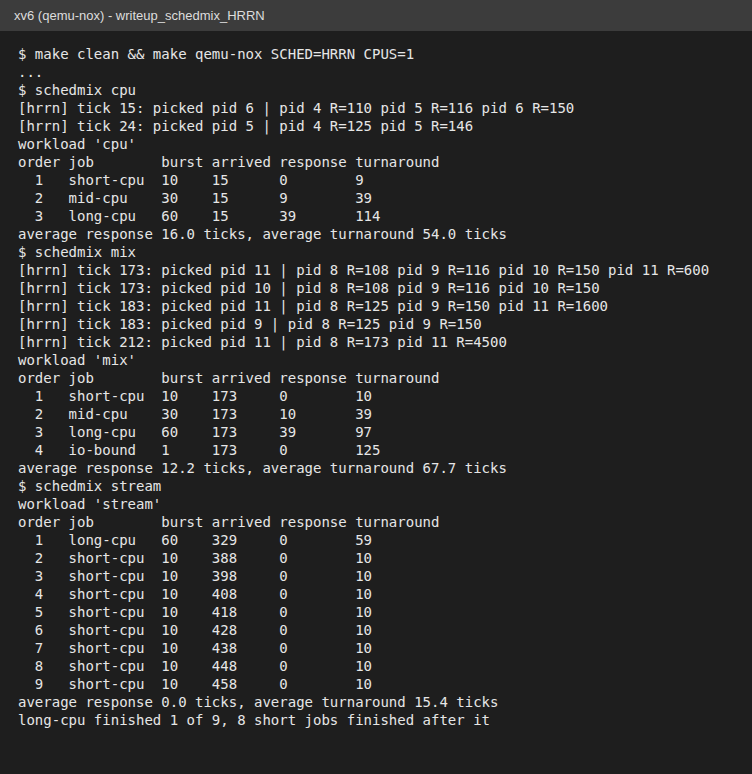 xv6 (qemu-nox) - writeup_schedmix_HRRN
$ make clean && make qemu-nox SCHED=HRRN CPUS=1
...
$ schedmix cpu
[hrrn] tick 15: picked pid 6 | pid 4 R=110 pid 5 R=116 pid 6 R=150
[hrrn] tick 24: picked pid 5 | pid 4 R=125 pid 5 R=146
workload 'cpu'
order job        burst arrived response turnaround
  1   short-cpu  10    15      0        9
  2   mid-cpu    30    15      9        39
  3   long-cpu   60    15      39       114
average response 16.0 ticks, average turnaround 54.0 ticks
$ schedmix mix
[hrrn] tick 173: picked pid 11 | pid 8 R=108 pid 9 R=116 pid 10 R=150 pid 11 R=600
[hrrn] tick 173: picked pid 10 | pid 8 R=108 pid 9 R=116 pid 10 R=150
[hrrn] tick 183: picked pid 11 | pid 8 R=125 pid 9 R=150 pid 11 R=1600
[hrrn] tick 183: picked pid 9 | pid 8 R=125 pid 9 R=150
[hrrn] tick 212: picked pid 11 | pid 8 R=173 pid 11 R=4500
workload 'mix'
order job        burst arrived response turnaround
  1   short-cpu  10    173     0        10
  2   mid-cpu    30    173     10       39
  3   long-cpu   60    173     39       97
  4   io-bound   1     173     0        125
average response 12.2 ticks, average turnaround 67.7 ticks
$ schedmix stream
workload 'stream'
order job        burst arrived response turnaround
  1   long-cpu   60    329     0        59
  2   short-cpu  10    388     0        10
  3   short-cpu  10    398     0        10
  4   short-cpu  10    408     0        10
  5   short-cpu  10    418     0        10
  6   short-cpu  10    428     0        10
  7   short-cpu  10    438     0        10
  8   short-cpu  10    448     0        10
  9   short-cpu  10    458     0        10
average response 0.0 ticks, average turnaround 15.4 ticks
long-cpu finished 1 of 9, 8 short jobs finished after it